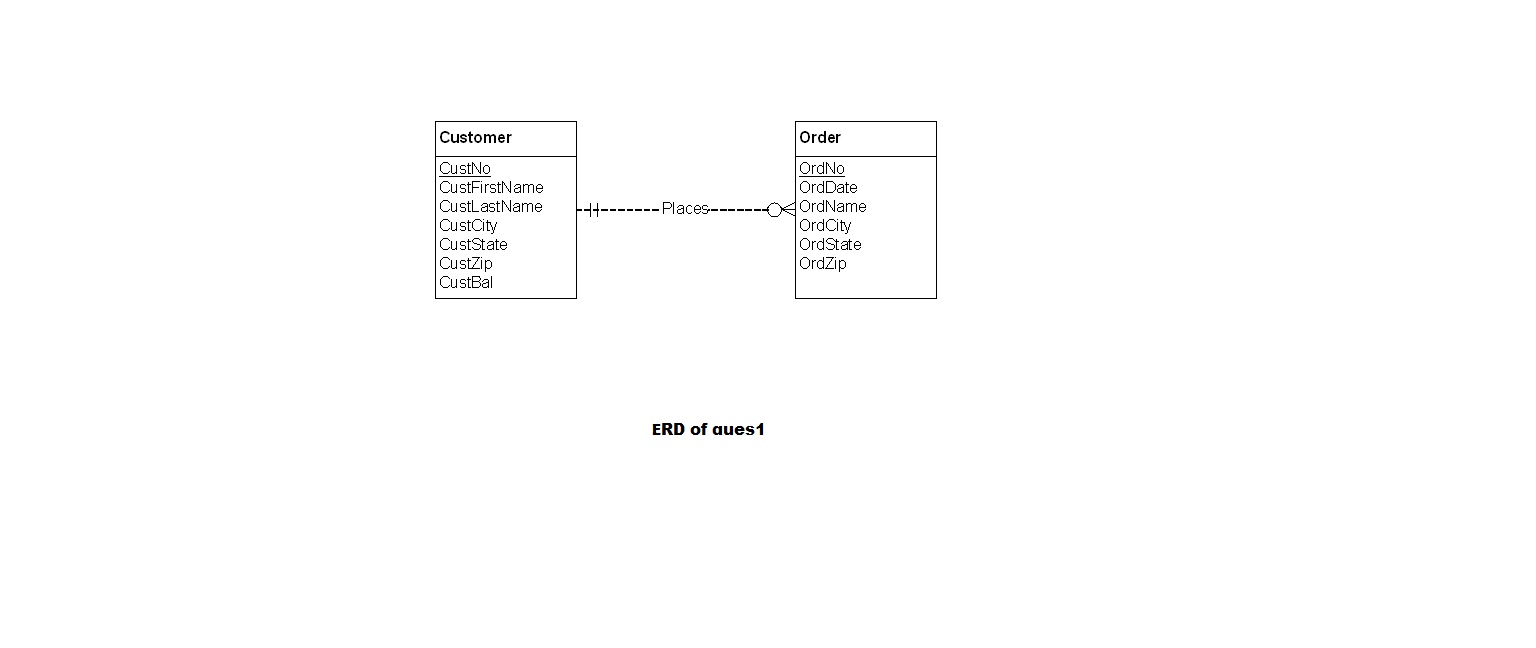 Customer
CustNo
CustFirstName
CustLastName
CustCity
CustState
CustZip
CustBal
Places
Order
OrdNo
OrdDate
OrdName
OrdCity
OrdState
OrdZip
ERD of ques1